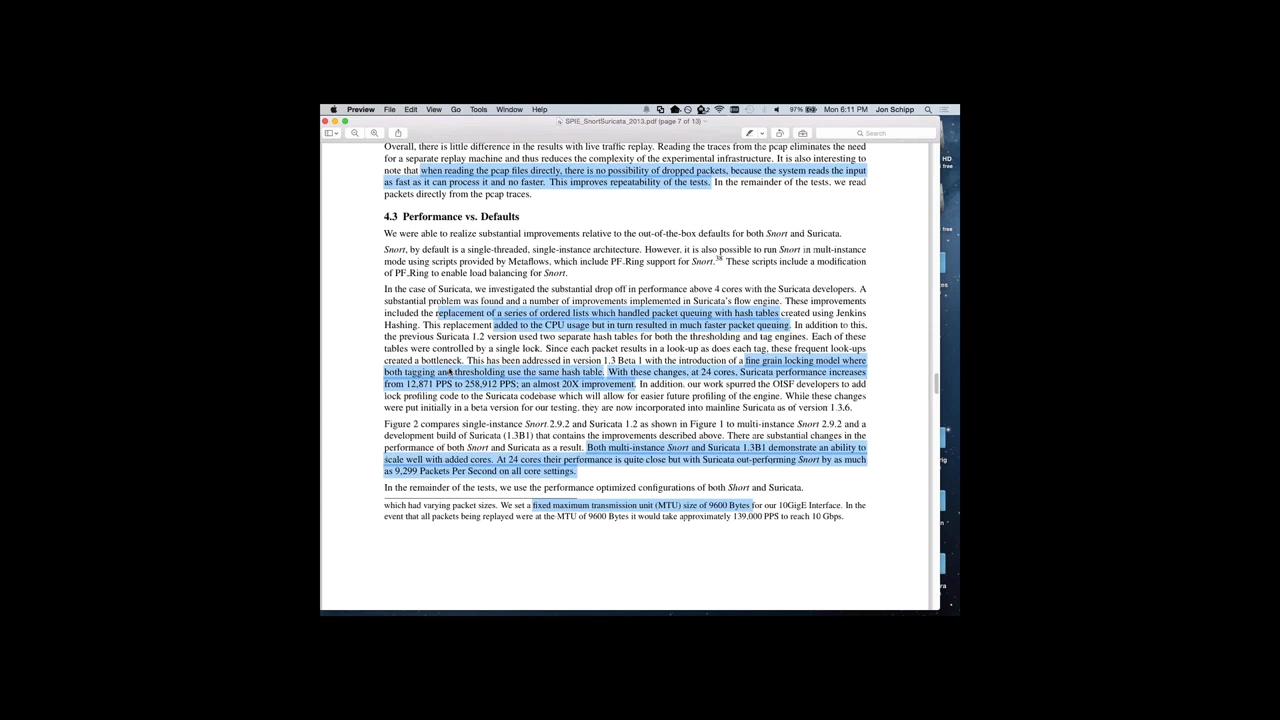 Preview File Edit View Go Tools Window Help 97% Mon 6:11 PM Jon Schipp
SPIE_SnortSuricata_2013.pdf (page 7 of 13)
Search
Overall, there is little difference in the results with live traffic replay. Reading the traces from the pcap eliminates the need
for a separate replay machine and thus reduces the complexity of the experimental infrastructure. It is also interesting to
note that when reading the pcap files directly, there is no possibility of dropped packets, because the system reads the input
as fast as it can process it and no faster. This improves repeatability of the tests. In the remainder of the tests, we read
packets directly from the pcap traces.
4.3 Performance vs. Defaults
We were able to realize substantial improvements relative to the out-of-the-box defaults for both Snort and Suricata.
Snort, by default is a single-threaded, single-instance architecture. However, it is also possible to run Snort in mult-instance
mode using scripts provided by Metaflows, which include PF_Ring support for Snort.38 These scripts include a modification
of PF_Ring to enable load balancing for Snort.
In the case of Suricata, we investigated the substantial drop off in performance above 4 cores with the Suricata developers. A
substantial problem was found and a number of improvements implemented in Suricata's flow engine. These improvements
included the replacement of a series of ordered lists which handled packet queuing with hash tables created using Jenkins
Hashing. This replacement added to the CPU usage but in turn resulted in much faster packet queuing. In addition to this,
the previous Suricata 1.2 version used two separate hash tables for both the thresholding and tag engines. Each of these
tables were controlled by a single lock. Since each packet results in a look-up as does each tag, these frequent look-ups
created a bottleneck. This has been addressed in version 1.3 Beta 1 with the introduction of a fine grain locking model where
both tagging and thresholding use the same hash table. With these changes, at 24 cores, Suricata performance increases
from 12,871 PPS to 258,912 PPS; an almost 20X improvement. In addition, our work spurred the OISF developers to add
lock profiling code to the Suricata codebase which will allow for easier future profiling of the engine. While these changes
were put initially in a beta version for our testing, they are now incorporated into mainline Suricata as of version 1.3.6.
Figure 2 compares single-instance Snort 2.9.2 and Suricata 1.2 as shown in Figure 1 to multi-instance Snort 2.9.2 and a
development build of Suricata (1.3B1) that contains the improvements described above. There are substantial changes in the
performance of both Snort and Suricata as a result. Both multi-instance Snort and Suricata 1.3B1 demonstrate an ability to
scale well with added cores. At 24 cores their performance is quite close but with Suricata out-performing Snort by as much
as 9,299 Packets Per Second on all core settings.
In the remainder of the tests, we use the performance optimized configurations of both Snort and Suricata.
which had varying packet sizes. We set a fixed maximum transmission unit (MTU) size of 9600 Bytes for our 10GigE Interface. In the
event that all packets being replayed were at the MTU of 9600 Bytes it would take approximately 139,000 PPS to reach 10 Gbps.
HD
free
free